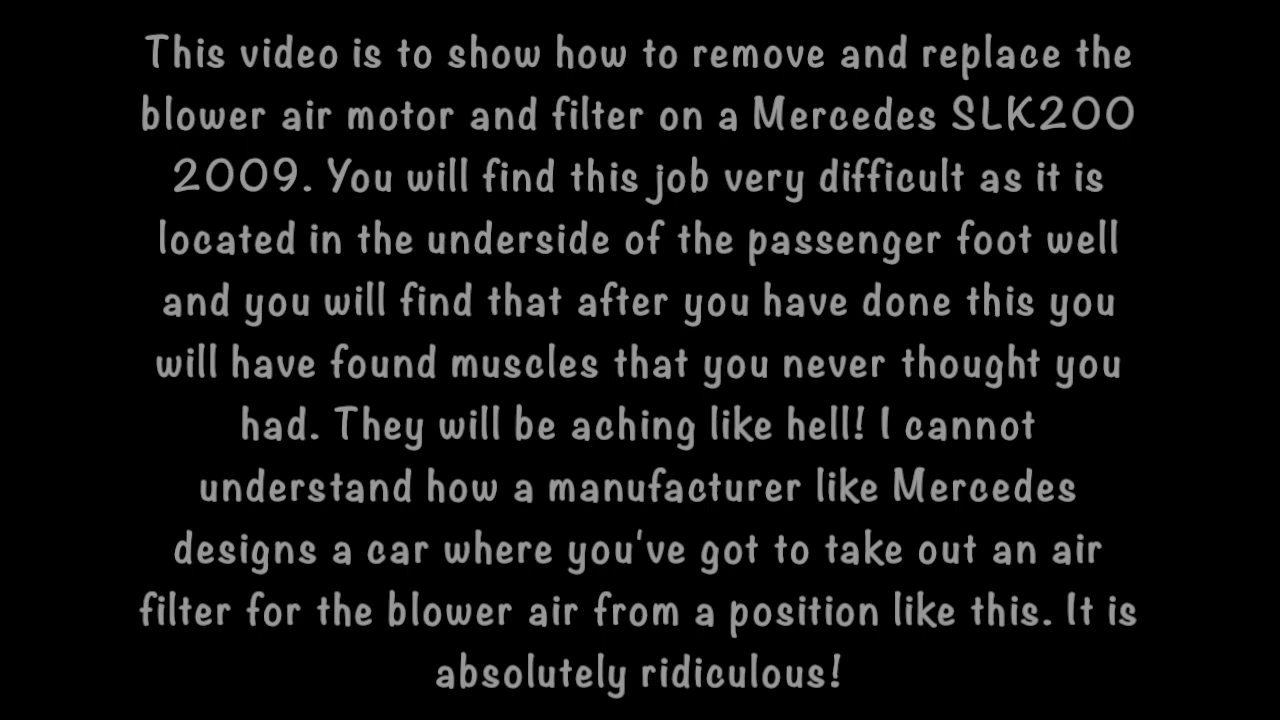 This video is to show how to remove and replace the
blower air motor and filter on a Mercedes SLK200
2009. You will find this job very difficult as it is
located in the underside of the passenger foot well
and you will find that after you have done this you
will have found muscles that you never thought you
had. They will be aching like hell! I cannot
understand how a manufacturer like Mercedes
designs a car where you've got to take out an air
filter for the blower air from a position like this. It is
absolutely ridiculous!